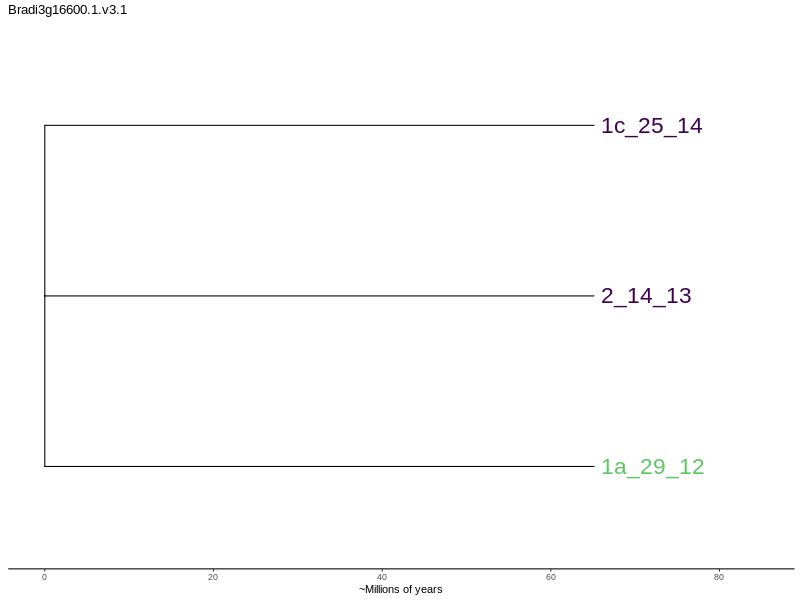 Bradi3g16600.1.v3.1
1c_25_14
2_14_13
1a_29_12
0 20 40 60 80
~Millions of years